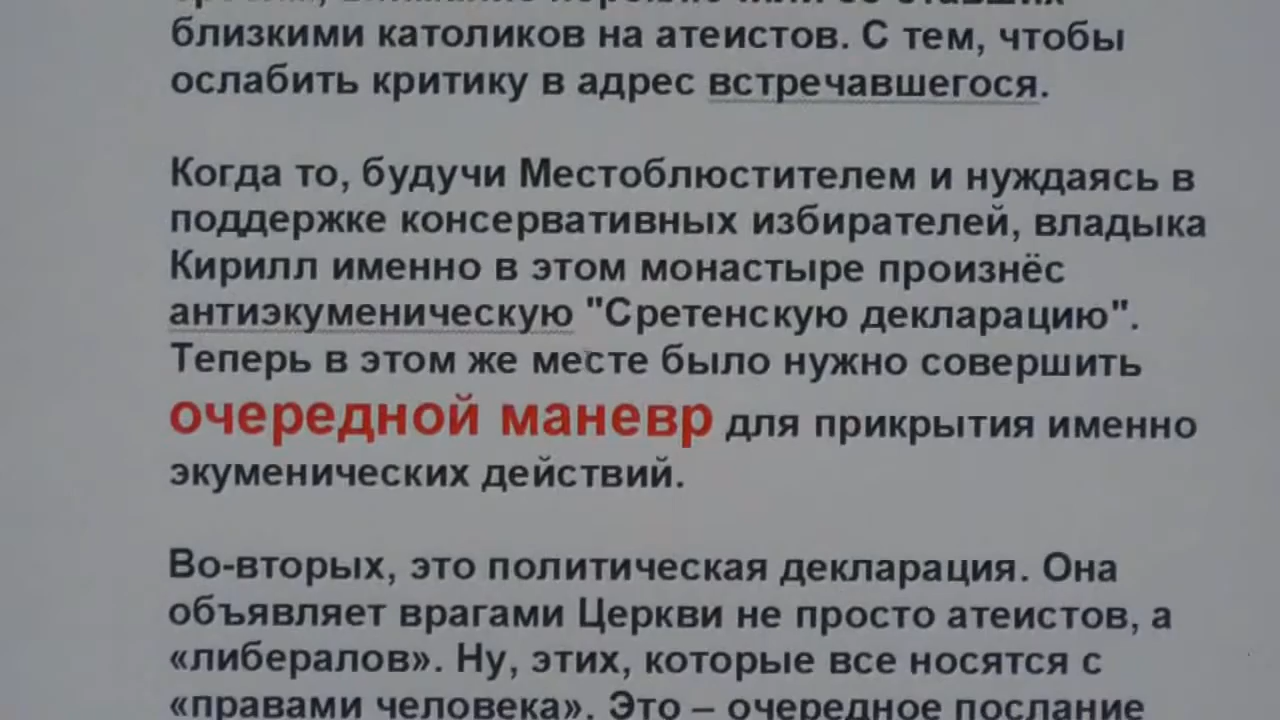 близкими католиков на атеистов. С тем, чтобы
ослабить критику в адрес встречавшегося.
Когда то, будучи Местоблюстителем и нуждаясь в
поддержке консервативных избирателей, владыка
Кирилл именно в этом монастыре произнёс
антиэкуменическую "Сретенскую декларацию".
Теперь в этом же месте было нужно совершить
очередной маневр для прикрытия именно
экуменических действий.
Во-вторых, это политическая декларация. Она
объявляет врагами Церкви не просто атеистов, а
«либералов». Ну, этих, которые все носятся с
«правами человека». Это – очередное послание